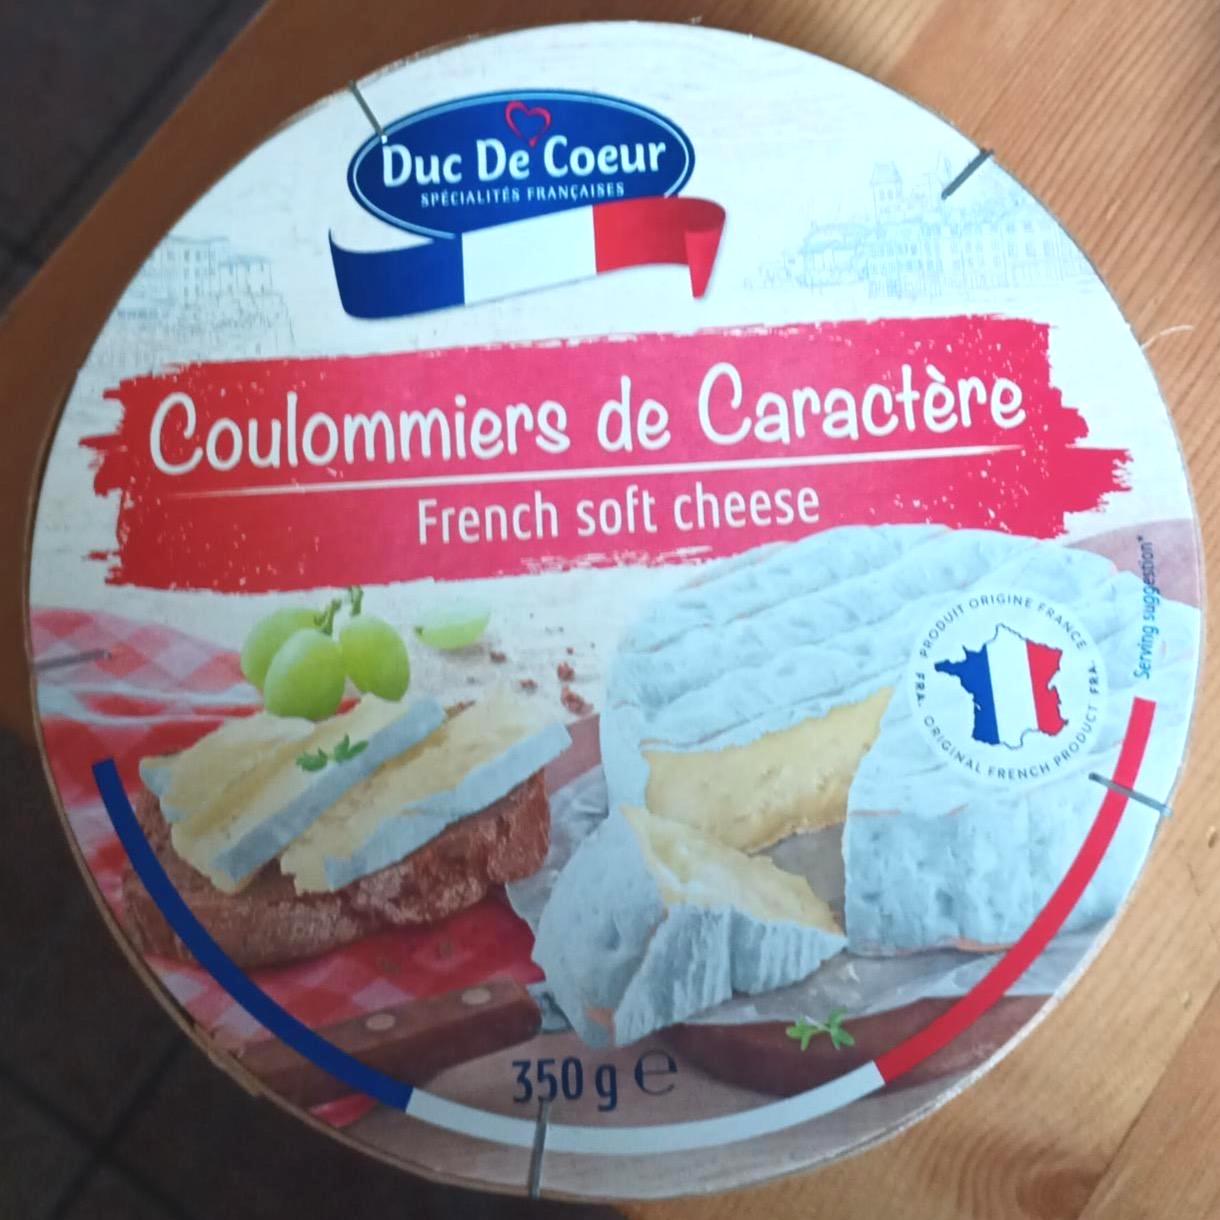 Duc De Coeur
SPÉCIALITÉS FRANÇAISES
Coulommiers de Caractère
French soft cheese
Serving suggestion*
PRODUIT ORIGINE FRANCE
FRA. ORIGINAL FRENCH PRODUCT FRA.
350 g e